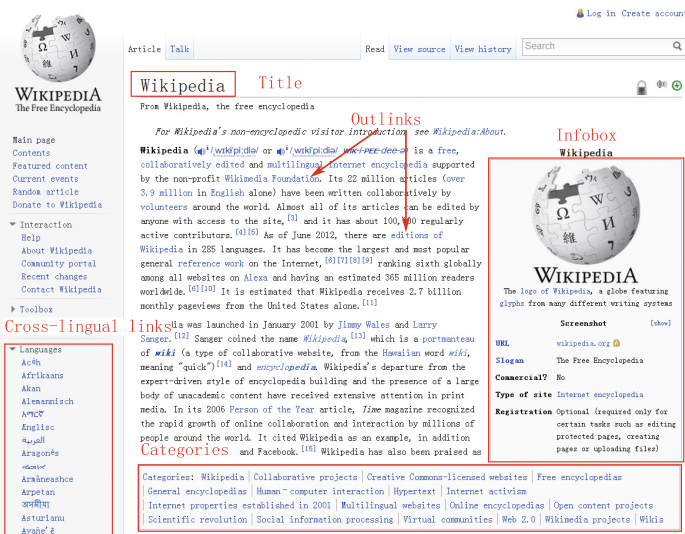 Log in Create account
Article Talk
Read View source View history
Search
WIKIPEDIA
The Free Encyclopedia
Wikipedia
Title
From Wikipedia, the free encyclopedia
Outlinks
For Wikipedia's non-encyclopedic visitor introduction, see Wikipedia:About.
Infobox
Main page
Contents
Featured content
Current events
Random article
Donate to Wikipedia
Interaction
Help
About Wikipedia
Community portal
Recent changes
Contact Wikipedia
Toolbox
Cross-lingual links
Languages
Acèh
Afrikaans
Akan
Alemannisch
አማርኛ
Ænglisc
العربية
Aragonés
Armãneashce
Arpetan
অসমীয়া
Asturianu
Avañe'ẽ
Wikipedia ( /ˌwɪkɨˈpiːdiə/ or /ˌwɪkiˈpiːdiə/ WIK-i-PEE-dee-ə) is a free,
collaboratively edited and multilingual Internet encyclopedia supported
by the non-profit Wikimedia Foundation. Its 22 million articles (over
3.9 million in English alone) have been written collaboratively by
volunteers around the world. Almost all of its articles can be edited by
anyone with access to the site, [3] and it has about 100,000 regularly
active contributors. [4][5] As of June 2012, there are editions of
Wikipedia in 285 languages. It has become the largest and most popular
general reference work on the Internet, [6][7][8][9] ranking sixth globally
among all websites on Alexa and having an estimated 365 million readers
worldwide. [6][10] It is estimated that Wikipedia receives 2.7 billion
monthly pageviews from the United States alone. [11]
dia was launched in January 2001 by Jimmy Wales and Larry
Sanger. [12] Sanger coined the name Wikipedia, [13] which is a portmanteau
of wiki (a type of collaborative website, from the Hawaiian word wiki,
meaning "quick") [14] and encyclopedia. Wikipedia's departure from the
expert-driven style of encyclopedia building and the presence of a large
body of unacademic content have received extensive attention in print
media. In its 2006 Person of the Year article, Time magazine recognized
the rapid growth of online collaboration and interaction by millions of
people around the world. It cited Wikipedia as an example, in addition
and Facebook. [15] Wikipedia has also been praised as
Wikipedia
WIKIPEDIA
The logo of Wikipedia, a globe featuring
glyphs from many different writing systems
Screenshot [show]
URL wikipedia.org
Slogan The Free Encyclopedia
Commercial? No
Type of site Internet encyclopedia
Registration Optional (required only for
certain tasks such as editing
protected pages, creating
pages or uploading files)
Categories
Categories: Wikipedia | Collaborative projects | Creative Commons-licensed websites | Free encyclopedias
General encyclopedias | Human-computer interaction | Hypertext | Internet activism
Internet properties established in 2001 | Multilingual websites | Online encyclopedias | Open content projects
Scientific revolution | Social information processing | Virtual communities | Web 2.0 | Wikimedia projects | Wikis